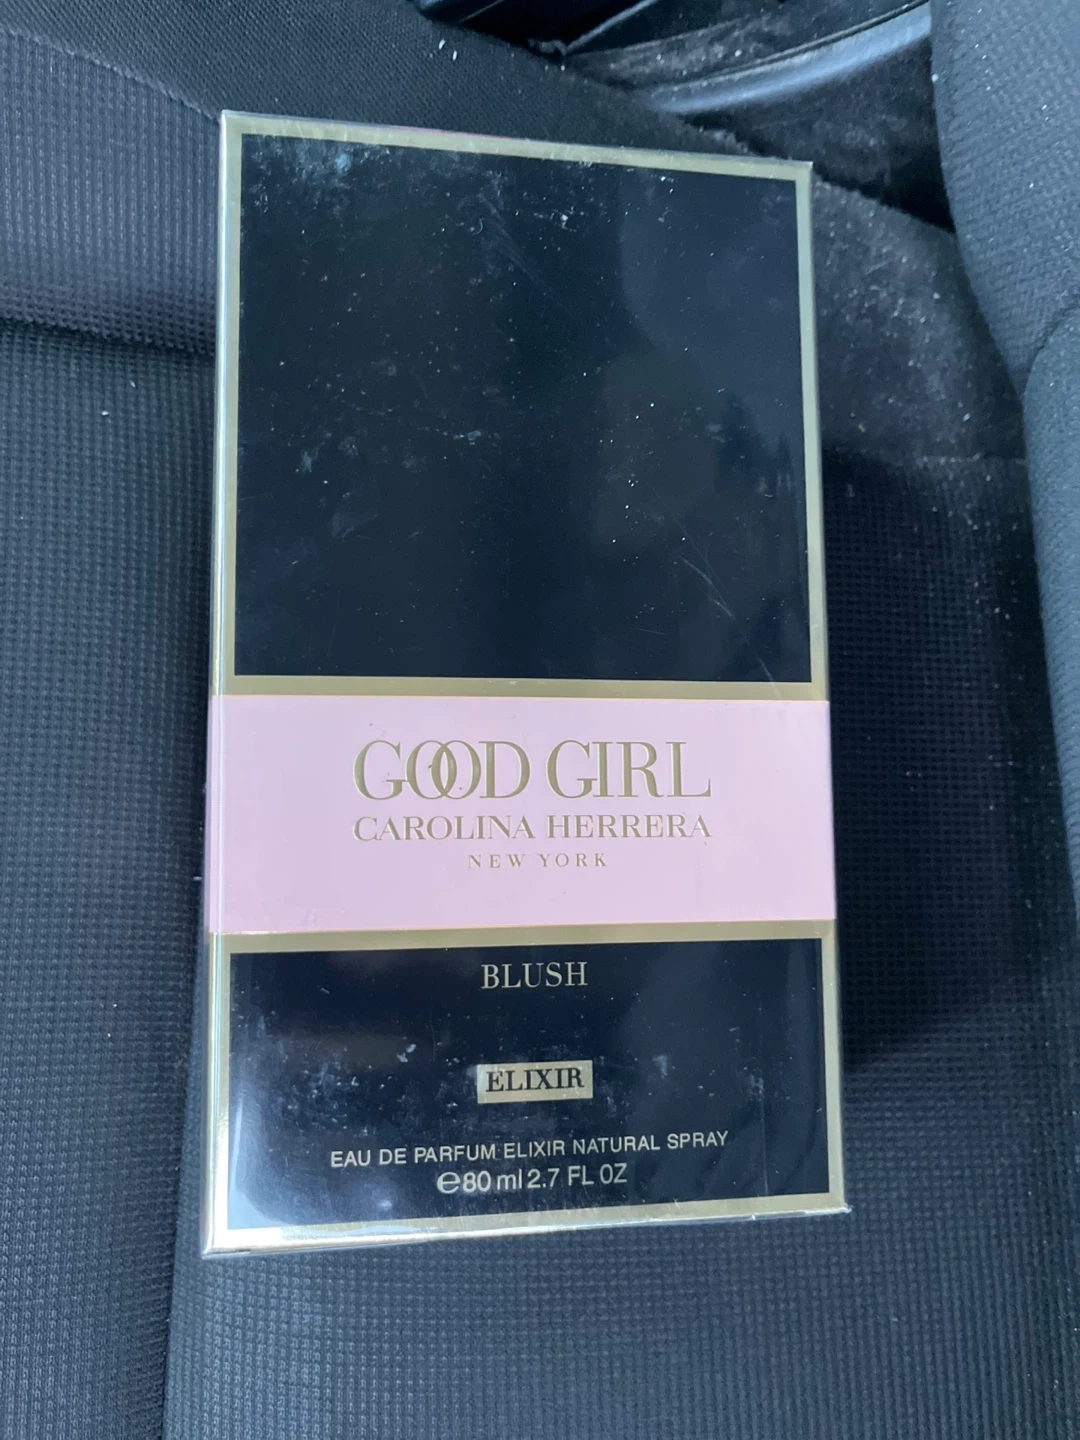 GOOD GIRL
CAROLINA HERRERA
NEW YORK
BLUSH
ELIXIR
EAU DE PARFUM ELIXIR NATURAL SPRAY
℮80 ml 2.7 FL OZ